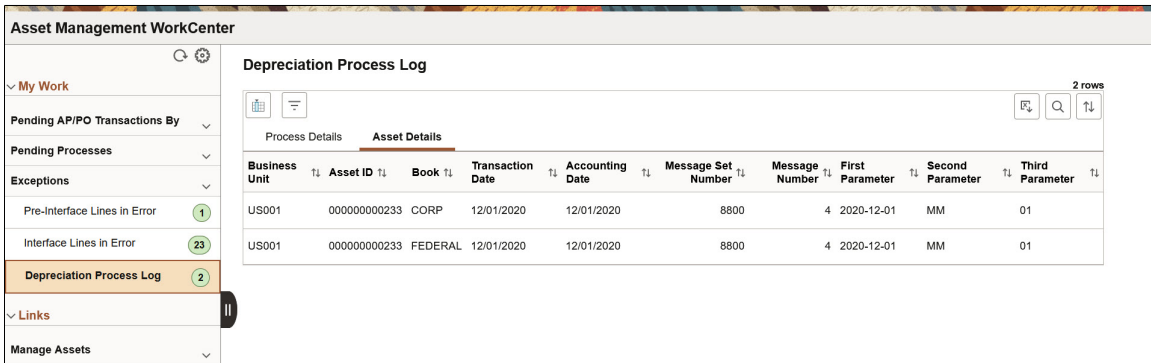 Asset Management WorkCenter
My Work
Pending AP/PO Transactions By
Pending Processes
Exceptions
Pre-Interface Lines in Error 1
Interface Lines in Error 23
Depreciation Process Log 2
Links
Manage Assets
Depreciation Process Log
2 rows
Process Details Asset Details
Business Unit Asset ID Book Transaction Date Accounting Date Message Set Number Message Number First Parameter Second Parameter Third Parameter
US001 000000000233 CORP 12/01/2020 12/01/2020 8800 4 2020-12-01 MM 01
US001 000000000233 FEDERAL 12/01/2020 12/01/2020 8800 4 2020-12-01 MM 01